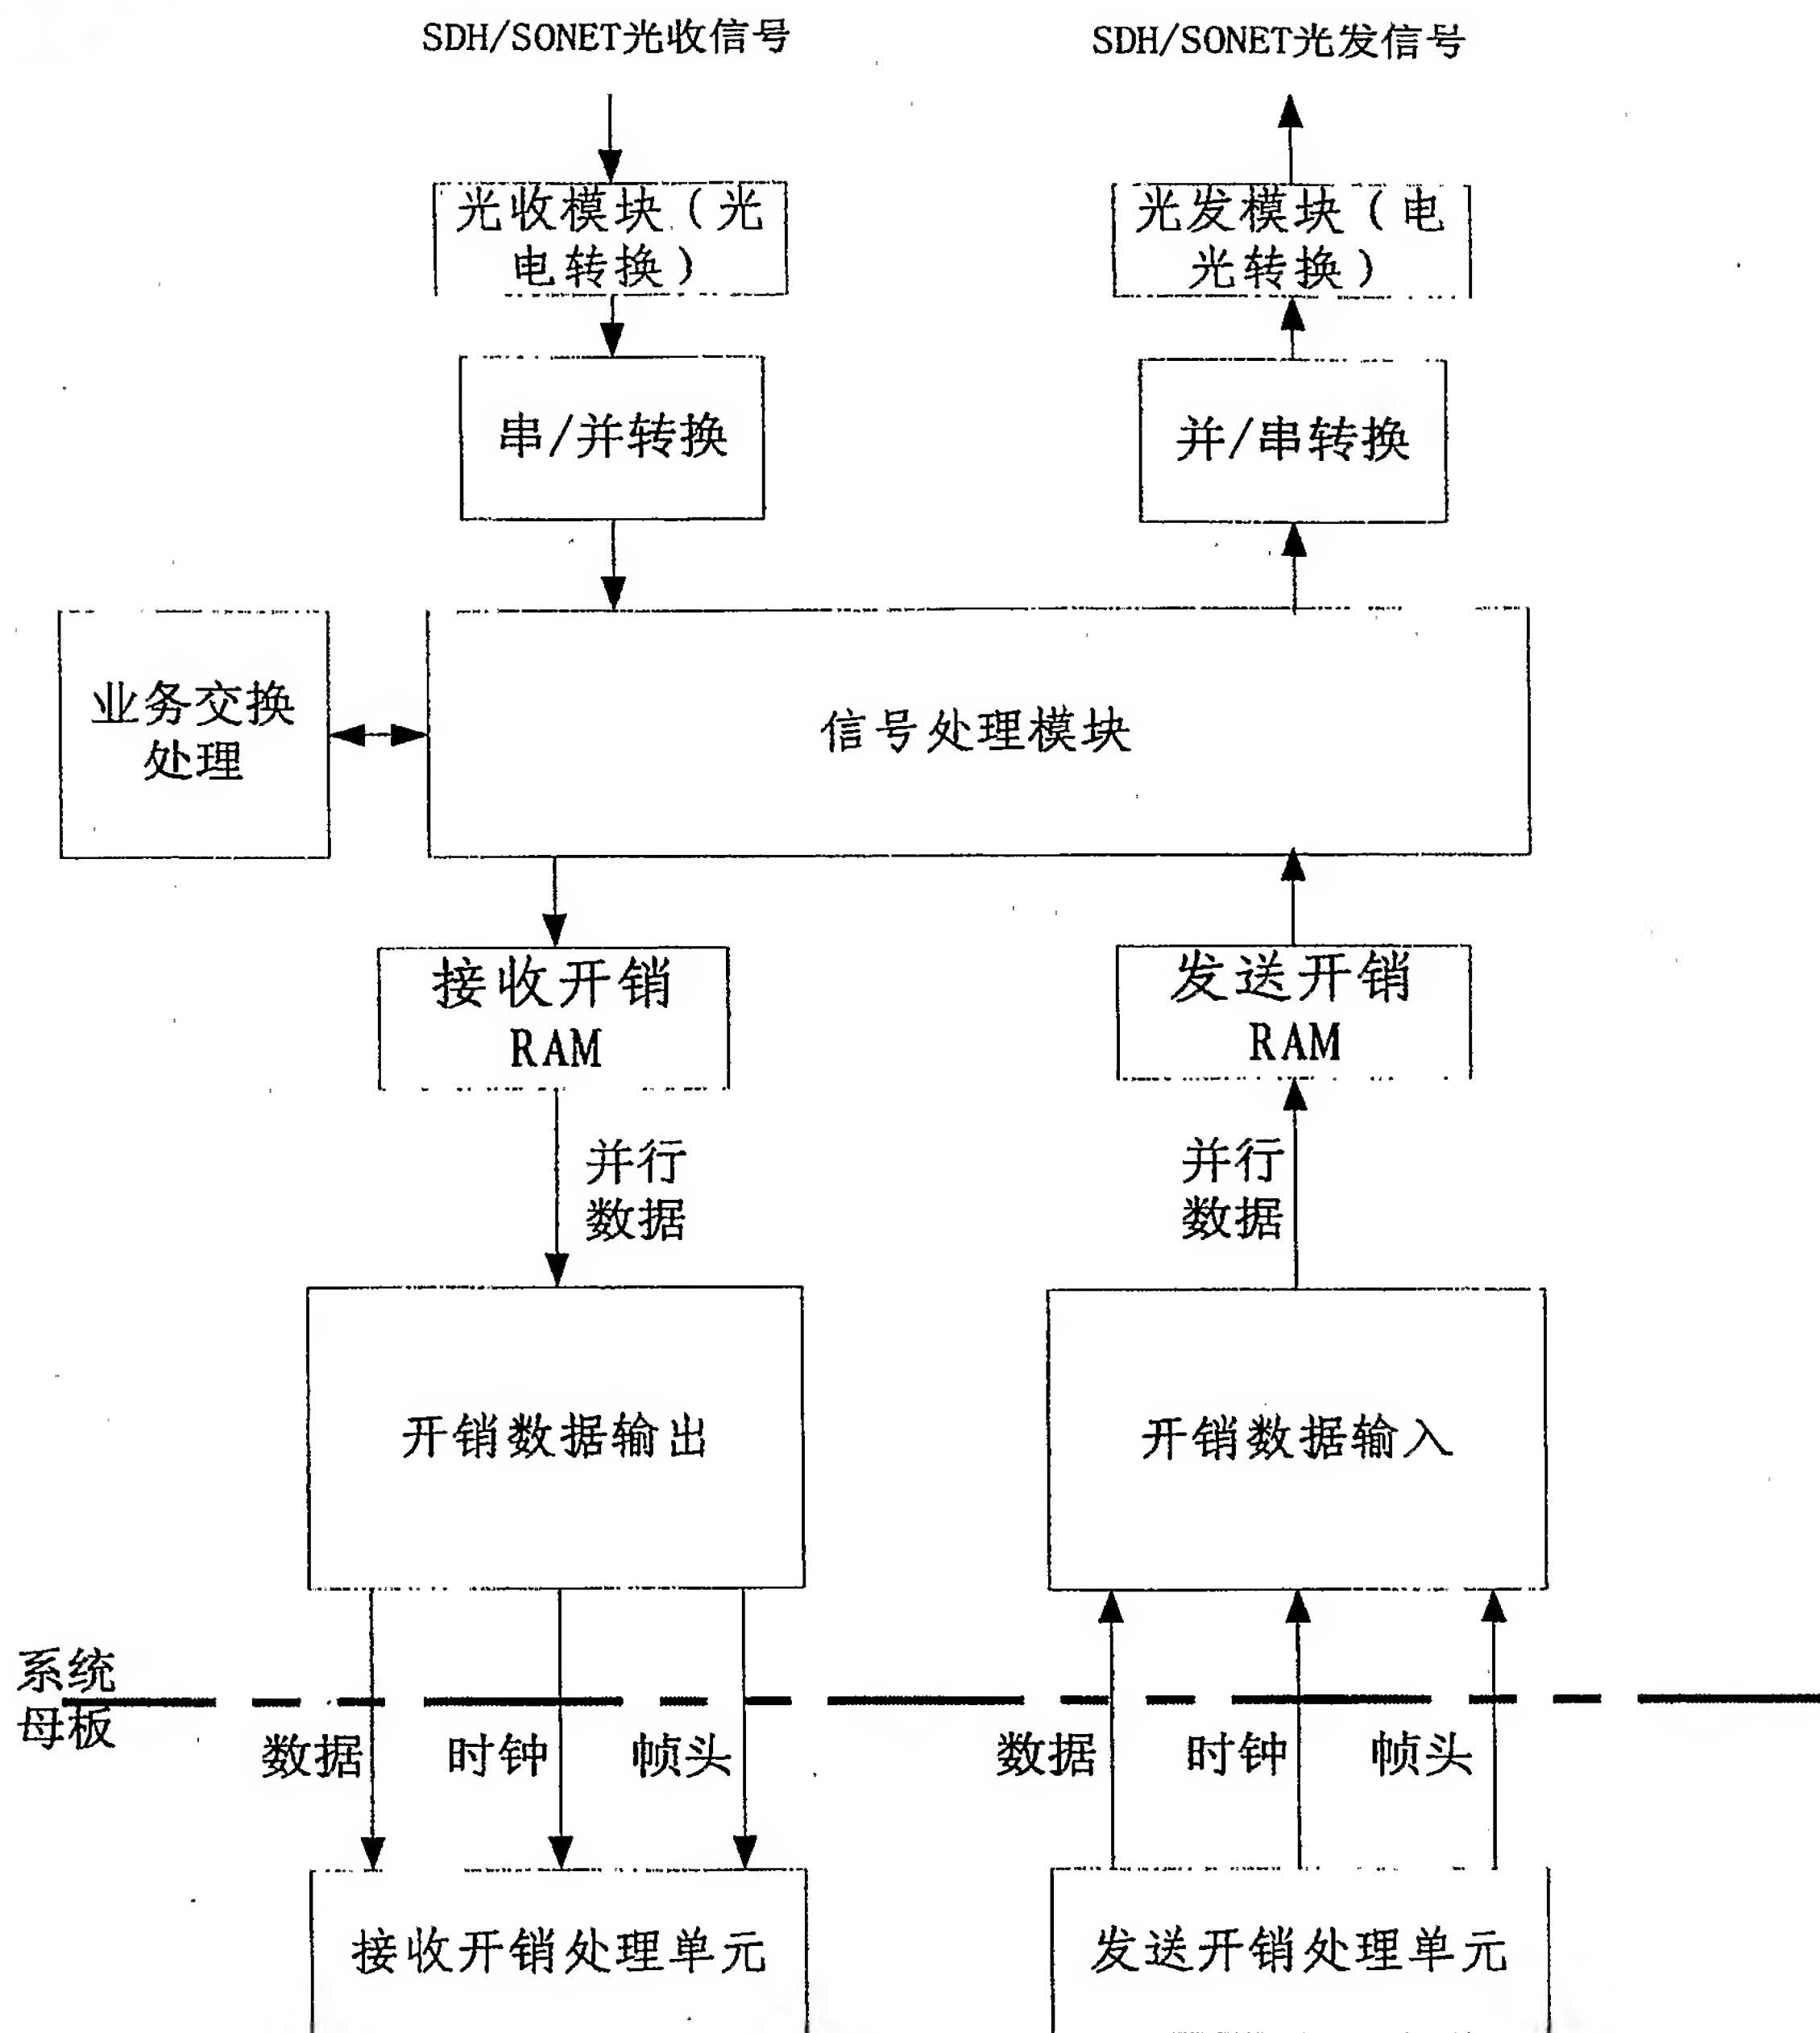 SDH/SONET光收信号
SDH/SONET光发信号
光收模块（光
电转换）
光发模块（电
光转换）
串/并转换
并/串转换
业务交换
处理
信号处理模块
接收开销
RAM
发送开销
RAM
并行
数据
并行
数据
开销数据输出
开销数据输入
系统
母板
数据
时钟
帧头
数据
时钟
帧头
接收开销处理单元
发送开销处理单元